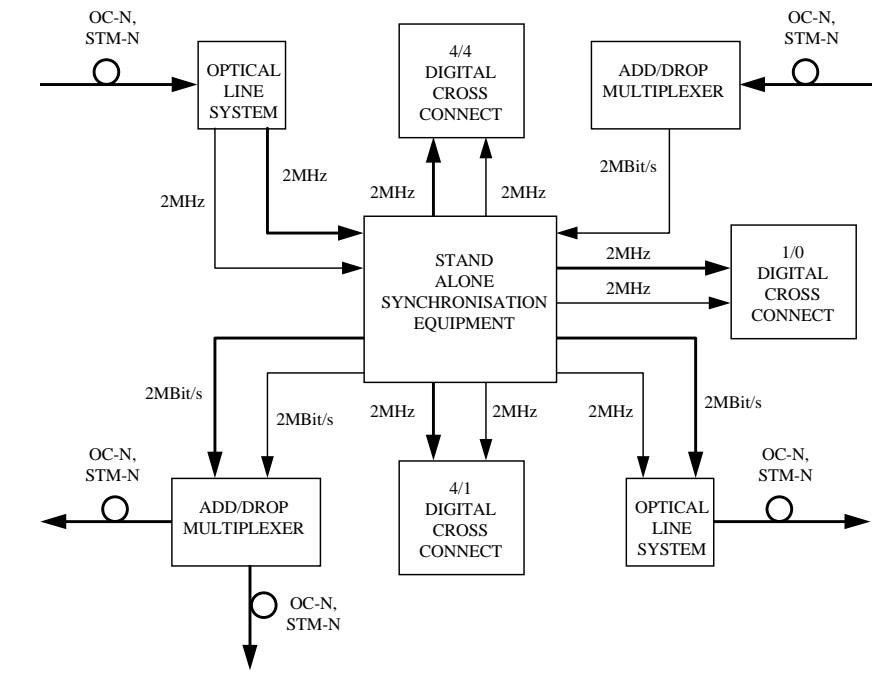 OC-N,
STM-N
OPTICAL
LINE
SYSTEM
4/4
DIGITAL
CROSS
CONNECT
ADD/DROP
MULTIPLEXER
OC-N,
STM-N
2MHz
2MHz
2MHz
2MHz
2MBit/s
STAND
ALONE
SYNCHRONISATION
EQUIPMENT
2MHz
2MHz
1/0
DIGITAL
CROSS
CONNECT
2MBit/s
2MBit/s
2MHz
2MHz
2MHz
2MBit/s
OC-N,
STM-N
ADD/DROP
MULTIPLEXER
4/1
DIGITAL
CROSS
CONNECT
OPTICAL
LINE
SYSTEM
OC-N,
STM-N
OC-N,
STM-N